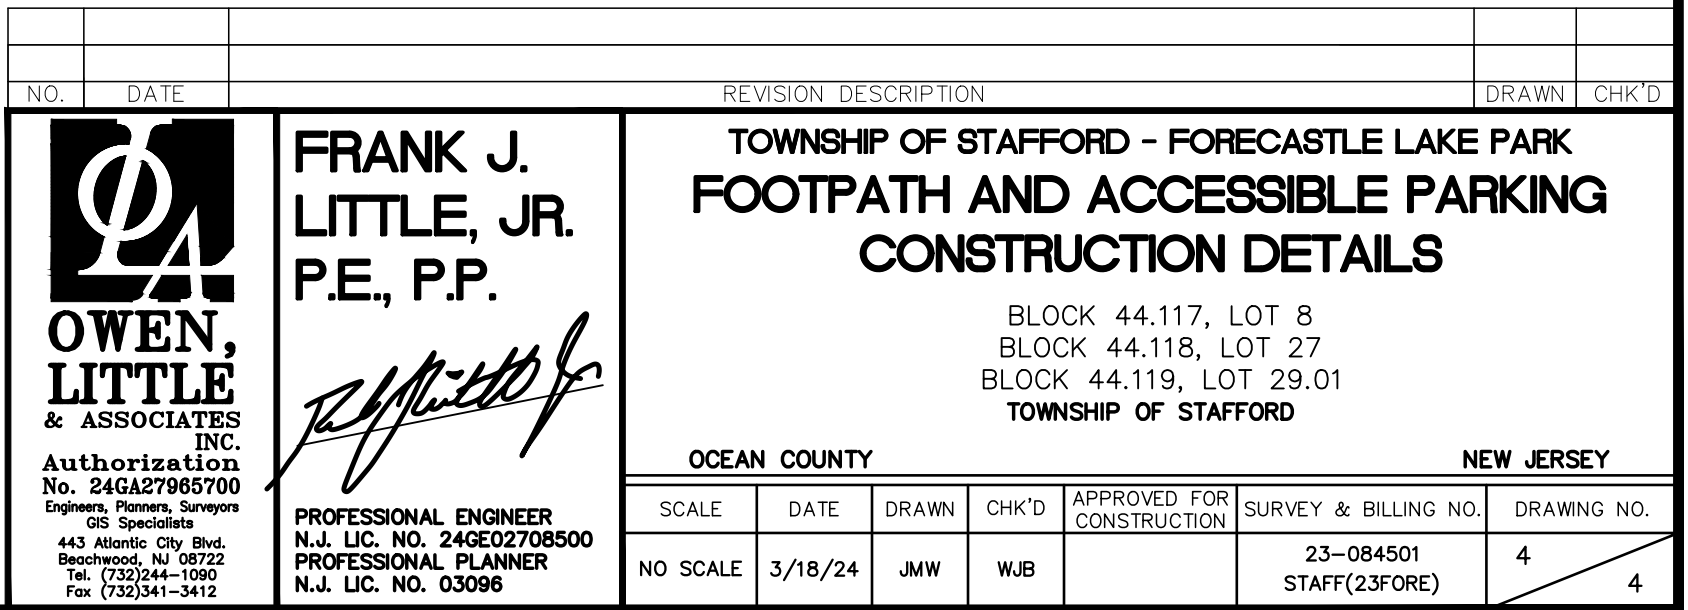 NO. DATE REVISION DESCRIPTION DRAWN CHK'D
OWEN,
LITTLE
& ASSOCIATES
INC.
Authorization
No. 24GA27965700
Engineers, Planners, Surveyors
GIS Specialists
443 Atlantic City Blvd.
Beachwood, NJ 08722
Tel. (732)244-1090
Fax (732)341-3412
FRANK J.
LITTLE, JR.
P.E., P.P.
PROFESSIONAL ENGINEER
N.J. LIC. NO. 24GE02708500
PROFESSIONAL PLANNER
N.J. LIC. NO. 03096
TOWNSHIP OF STAFFORD - FORECASTLE LAKE PARK
FOOTPATH AND ACCESSIBLE PARKING
CONSTRUCTION DETAILS
BLOCK 44.117, LOT 8
BLOCK 44.118, LOT 27
BLOCK 44.119, LOT 29.01
TOWNSHIP OF STAFFORD
OCEAN COUNTY NEW JERSEY
SCALE DATE DRAWN CHK'D APPROVED FOR CONSTRUCTION SURVEY & BILLING NO. DRAWING NO.
NO SCALE 3/18/24 JMW WJB 23-084501 4
STAFF(23FORE) 4